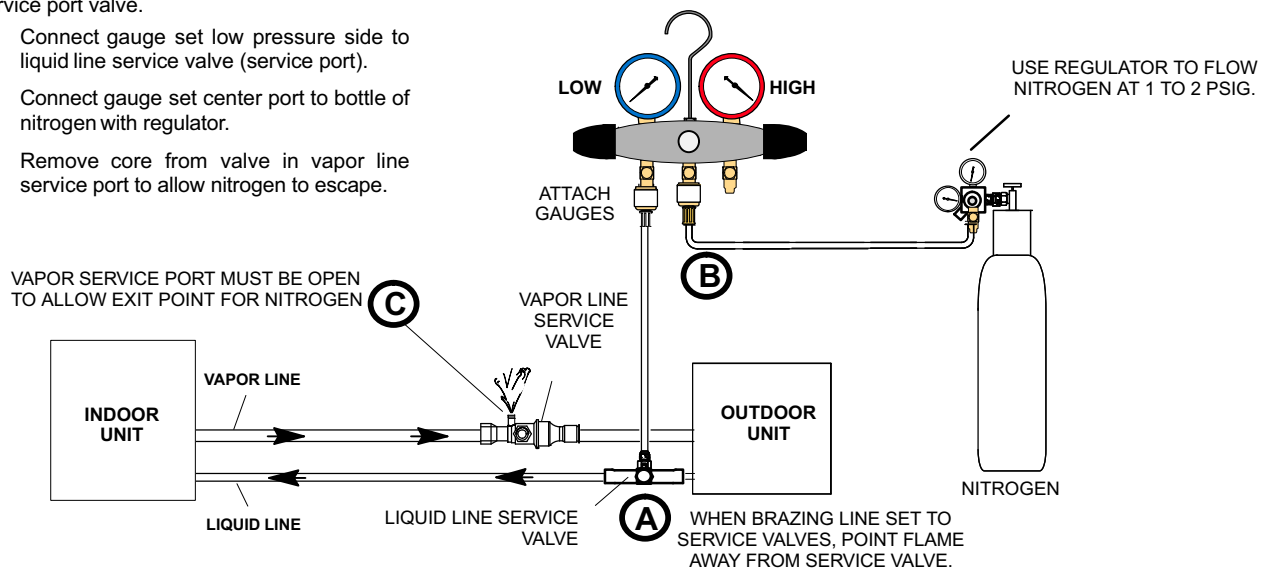 port valve.
Connect gauge set low pressure side to
liquid line service valve (service port).
Connect gauge set center port to bottle of
nitrogen with regulator.
Remove core from valve in vapor line
service port to allow nitrogen to escape.
LOW
HIGH
USE REGULATOR TO FLOW
NITROGEN AT 1 TO 2 PSIG.
ATTACH
GAUGES
B
VAPOR SERVICE PORT MUST BE OPEN
TO ALLOW EXIT POINT FOR NITROGEN
C
VAPOR LINE
SERVICE
VALVE
VAPOR LINE
INDOOR
UNIT
OUTDOOR
UNIT
NITROGEN
LIQUID LINE
LIQUID LINE SERVICE
VALVE
A
WHEN BRAZING LINE SET TO
SERVICE VALVES, POINT FLAME
AWAY FROM SERVICE VALVE.